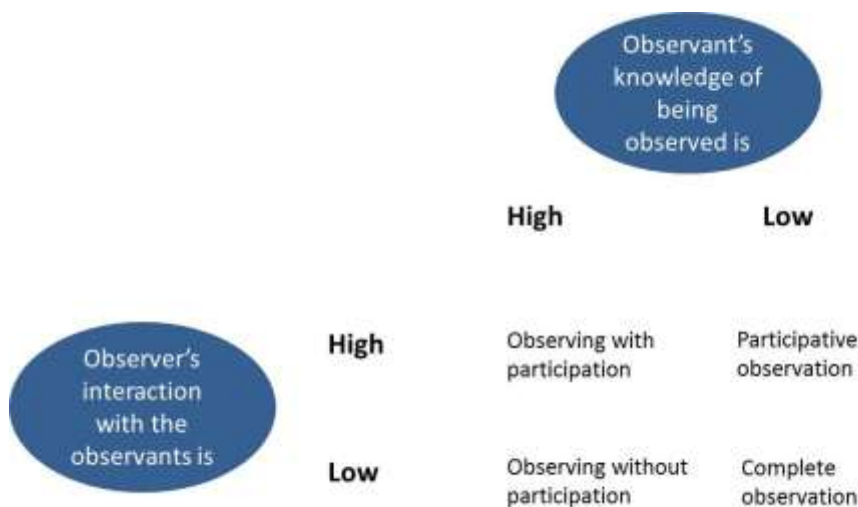 Observant's
knowledge of
being
observed is
High
Low
Observer's
interaction
with the
observants is
High
Observing with
participation
Participative
observation
Low
Observing without
participation
Complete
observation